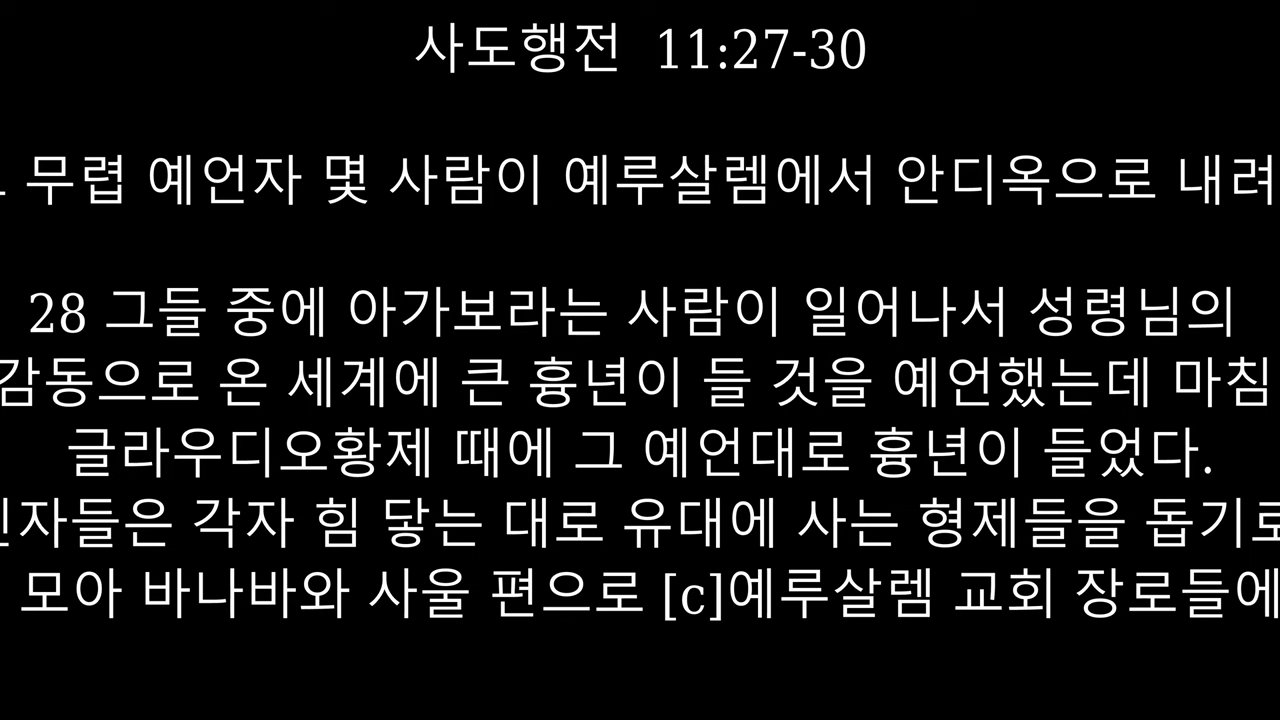 사도행전 11:27-30
무렵 예언자 몇 사람이 예루살렘에서 안디옥으로 내려
28 그들 중에 아가보라는 사람이 일어나서 성령님의
감동으로 온 세계에 큰 흉년이 들 것을 예언했는데 마침
글라우디오황제 때에 그 예언대로 흉년이 들었다.
자들은 각자 힘 닿는 대로 유대에 사는 형제들을 돕기로
모아 바나바와 사울 편으로 [c]예루살렘 교회 장로들에